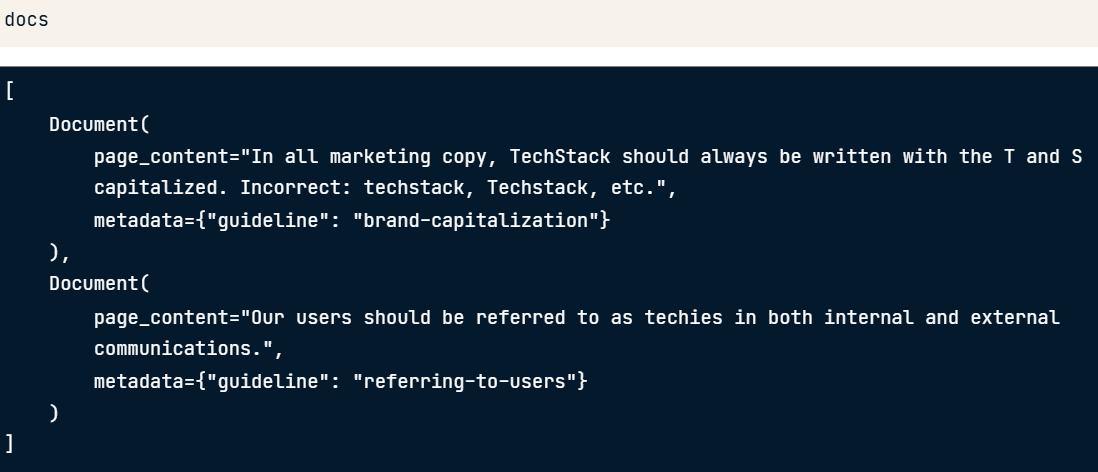 docs
[
    Document(
        page_content="In all marketing copy, TechStack should always be written with the T and S
        capitalized. Incorrect: techstack, Techstack, etc.",
        metadata={"guideline": "brand-capitalization"}
    ),
    Document(
        page_content="Our users should be referred to as techies in both internal and external
        communications.",
        metadata={"guideline": "referring-to-users"}
    )
]